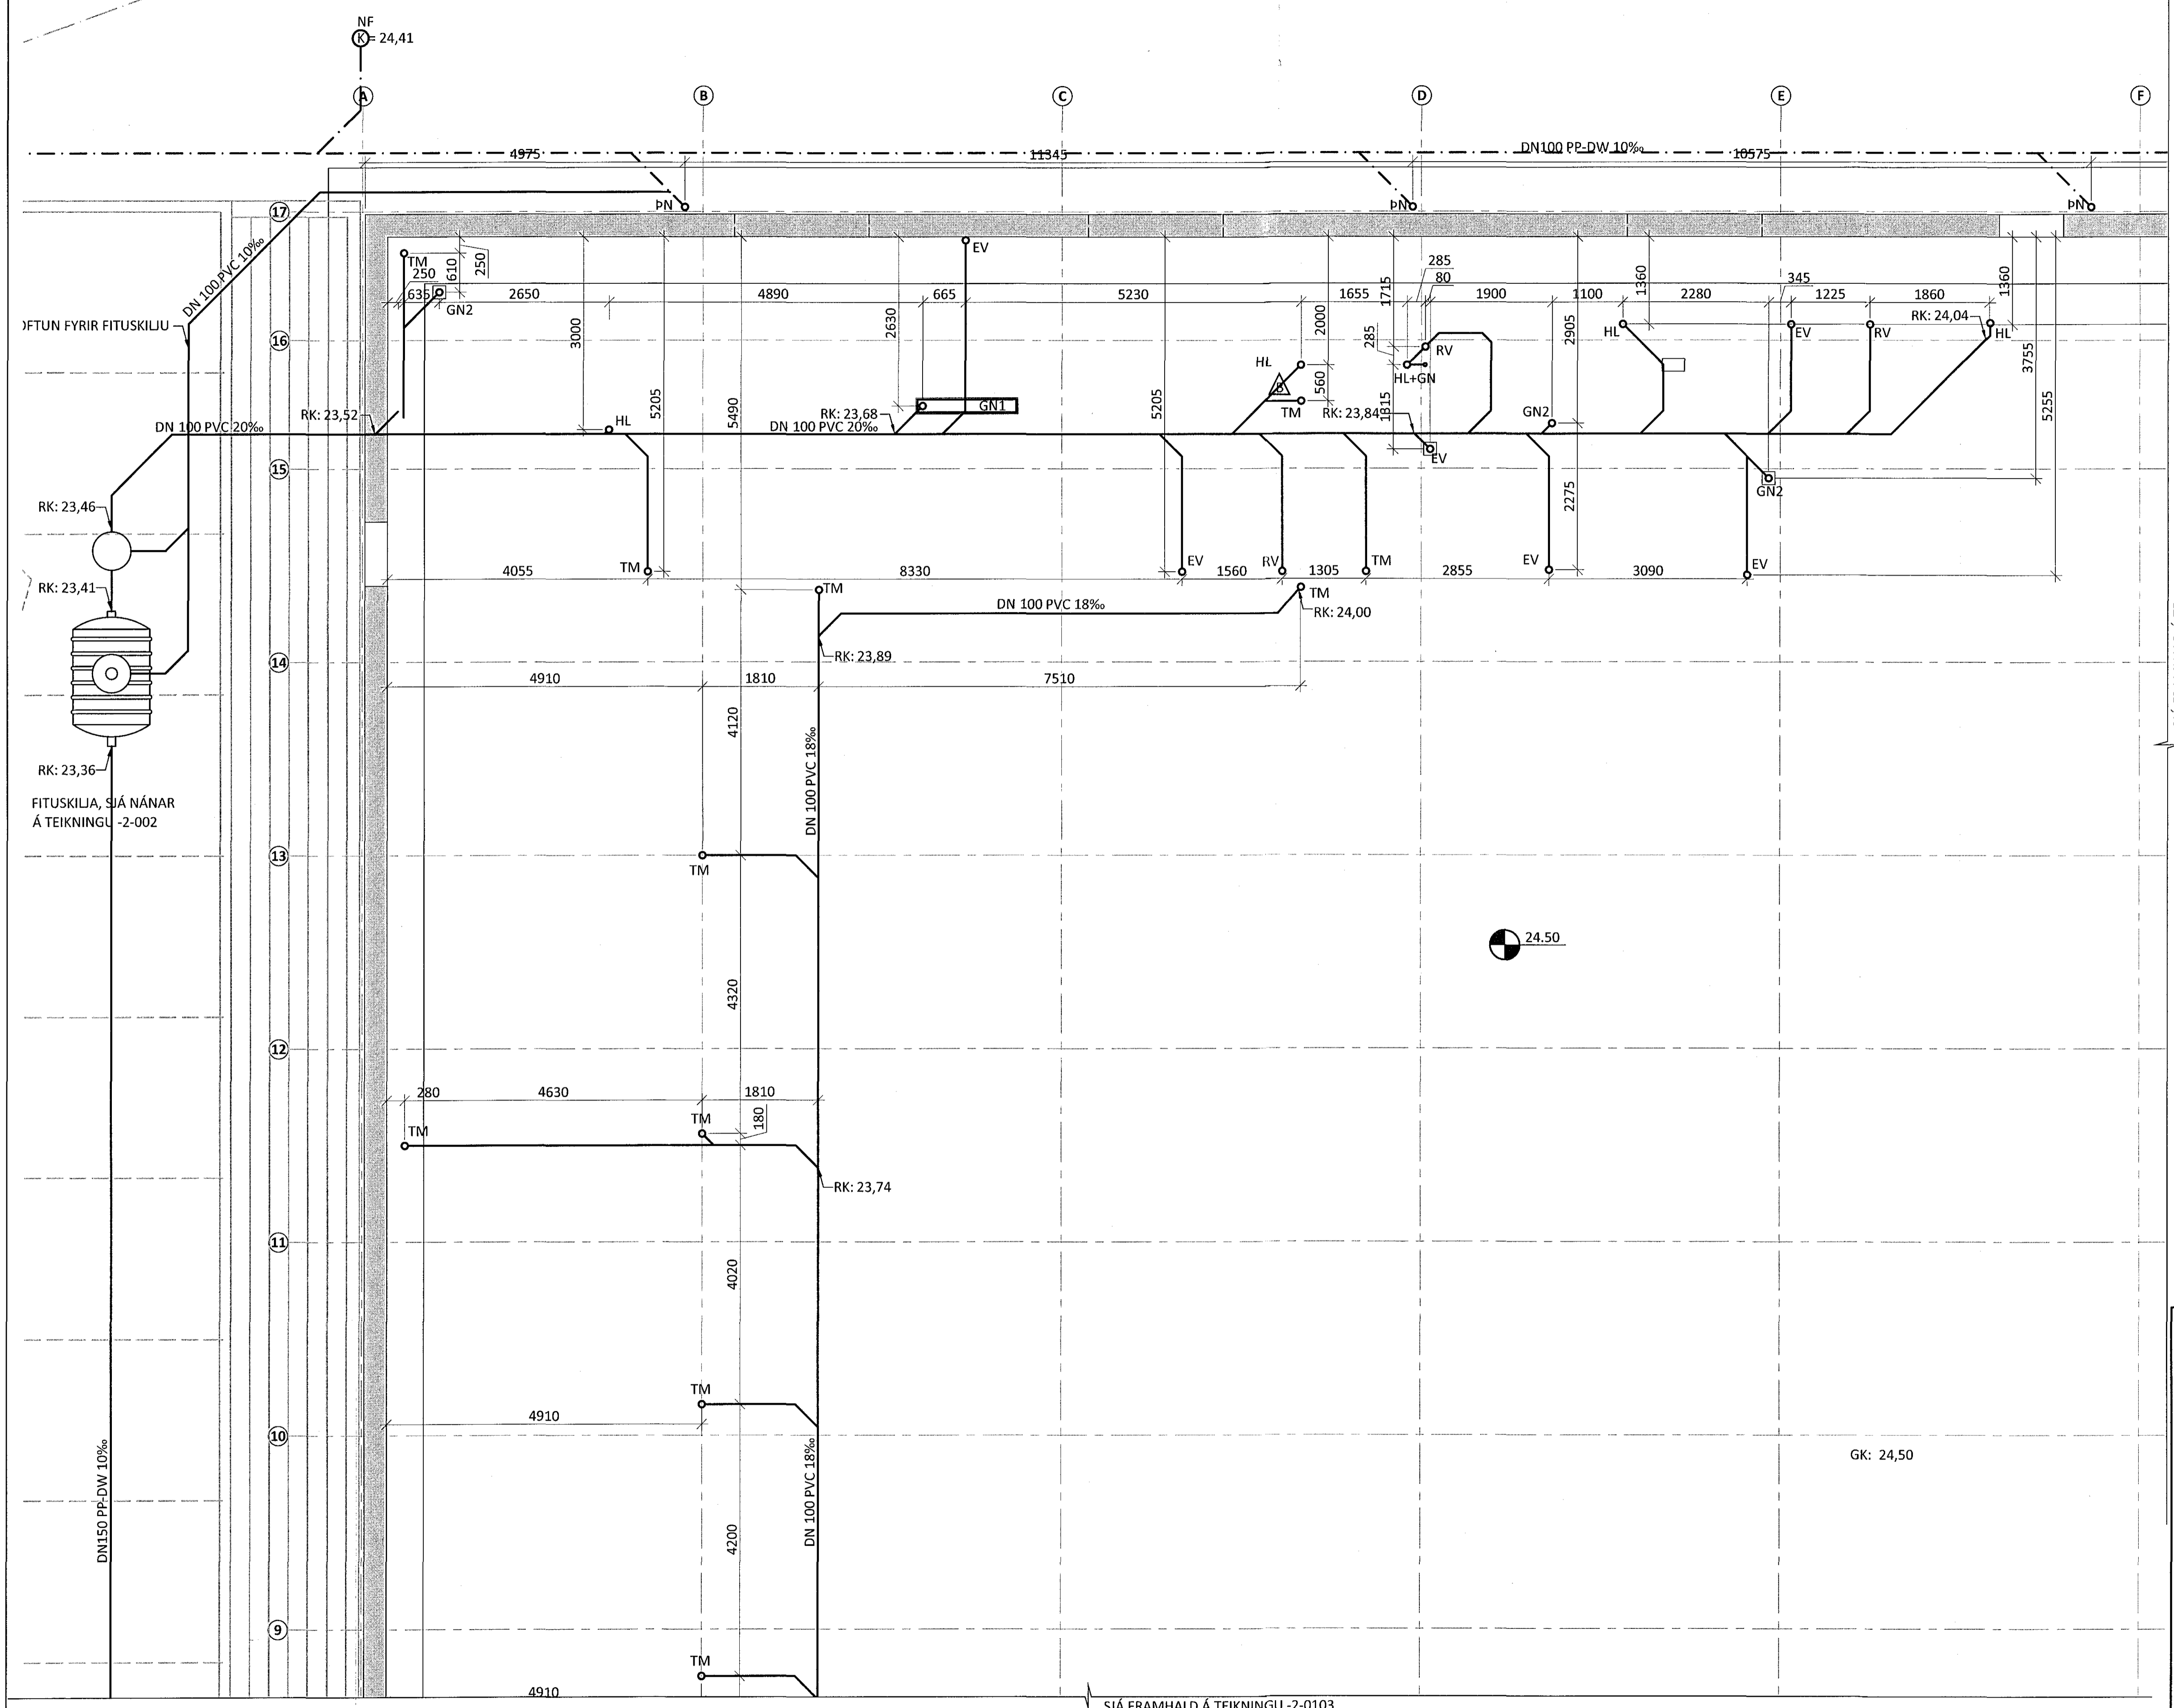 NF
K = 24,41
A
B
C
D
E
F
4975
11345
DN100 PP-DW 10‰
10575
17
ÞN
ÞN
ÞN
DN 100 PVC 10‰
TM
250
610
250
635
GN2
2650
3000
5205
5490
4890
2630
665
EV
5230
5205
2000
1655
1715
285
80
285
1900
2905
1100
1360
2280
345
1225
1860
1360
RK: 24,04
HL
EV
RV
HL
3755
5255
FYRIR FITUSKILJU
16
HL
B
560
TM
RV
HL+GN
1815
RK: 23,84
GN2
EV
GN1
RK: 23,52
DN 100 PVC 20‰
HL
RK: 23,68
DN 100 PVC 20‰
15
GN2
RK: 23,46
2275
TM
4055
8330
EV
1560
RV
1305
TM
2855
EV
3090
EV
RK: 23,41
TM
DN 100 PVC 18‰
TM
RK: 24,00
14
RK: 23,89
4910
1810
7510
4120
DN 100 PVC 18‰
RK: 23,36
FITUSKILJA, SJÁ NÁNAR
Á TEIKNINGU -2-002
13
TM
24.50
4320
12
280
4630
1810
180
TM
TM
RK: 23,74
11
4020
TM
4910
10
GK: 24,50
DN150 PP-DW 10‰
DN 100 PVC 18‰
4200
9
TM
4910
SJÁ FRAMHALD Á TEIKNINGU -2-0103